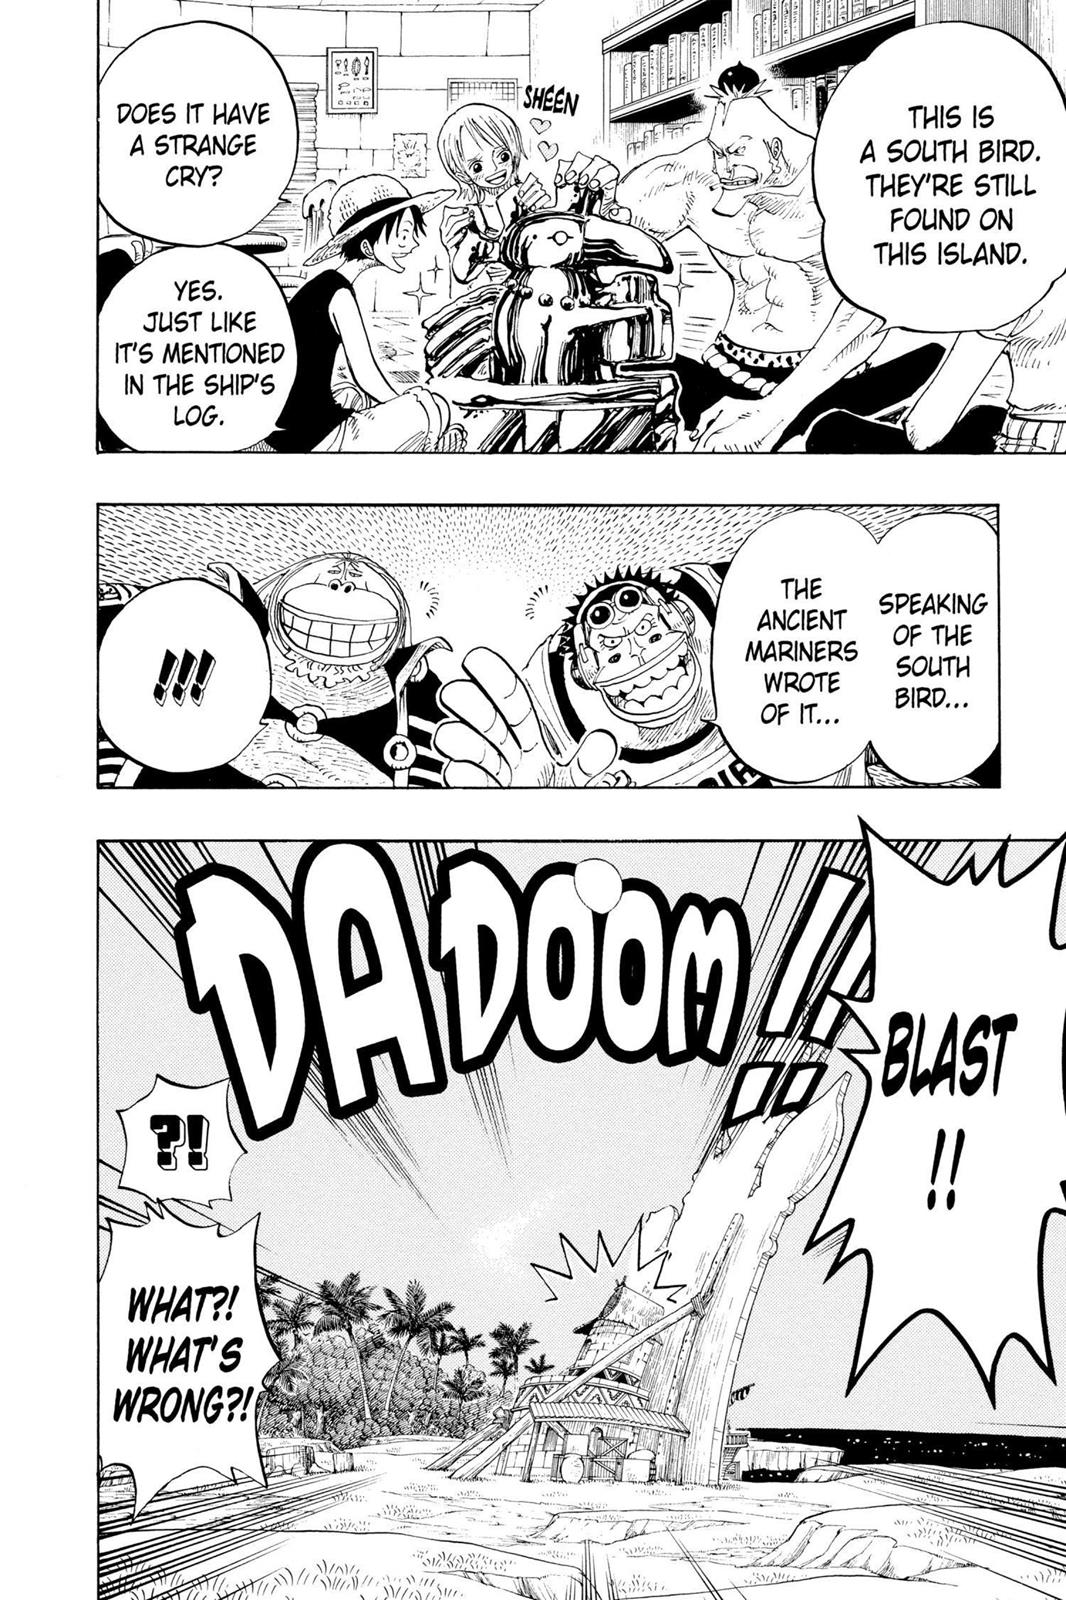 THIS IS
A SOUTH BIRD.
THEY'RE STILL
FOUND ON
THIS ISLAND.
SHEEN
DOES IT HAVE
A STRANGE
CRY?
YES.
JUST LIKE
IT'S MENTIONED
IN THE SHIP'S
LOG.
SPEAKING
OF THE
SOUTH
BIRD...
THE
ANCIENT
MARINERS
WROTE
OF IT...
!!!
BLAST
!!
DADOOM!!
?!
WHAT?!
WHAT'S
WRONG?!